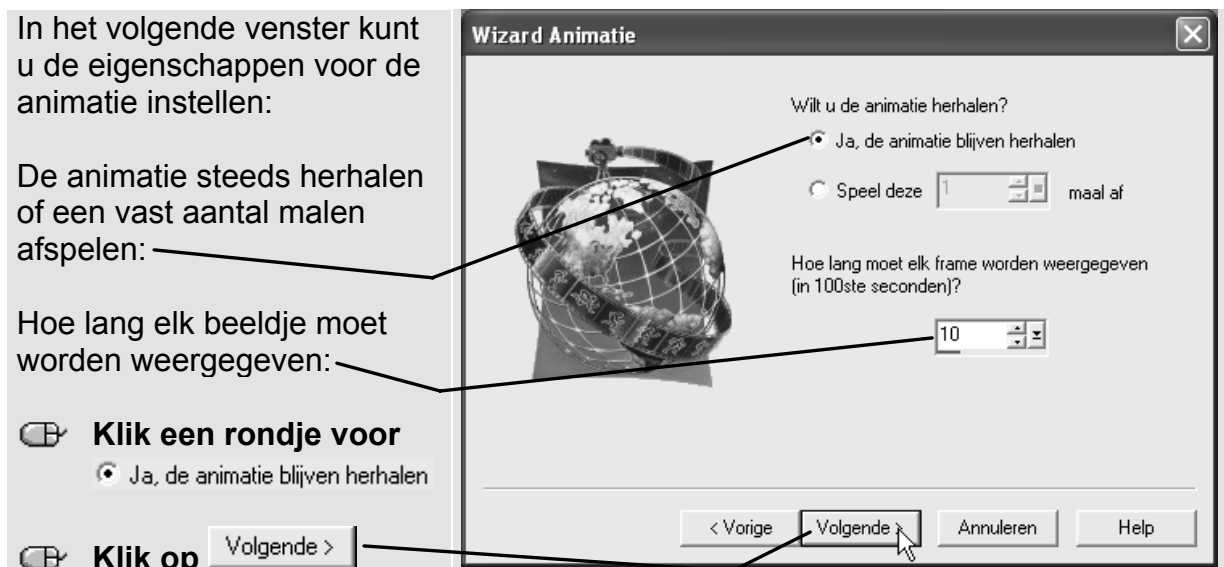 In het volgende venster kunt
u de eigenschappen voor de
animatie instellen:
De animatie steeds herhalen
of een vast aantal malen
afspelen:
Hoe lang elk beeldje moet
worden weergegeven:
Klik een rondje voor
Ja, de animatie blijven herhalen
Klik op Volgende >
Wizard Animatie
Wilt u de animatie herhalen?
Ja, de animatie blijven herhalen
Speel deze 1 maal af
Hoe lang moet elk frame worden weergegeven
(in 100ste seconden)?
10
< Vorige Volgende > Annuleren Help